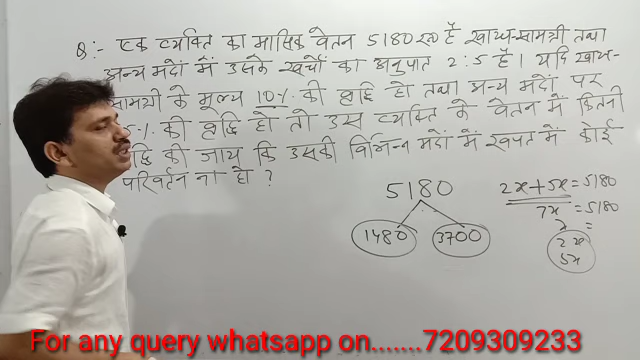 Q:- एक व्यक्ति का मासिक वेतन 5180 रु० है खाद्य-सामग्री तथा
अन्य मदों में उसके खर्चों का अनुपात 2:5 है। यदि खाद्य-
सामग्री के मूल्य 10% की वृद्धि हो तथा अन्य मदों पर
5% की वृद्धि हो तो उस व्यक्ति के वेतन में कितनी
द्धि की जाय कि उसकी विभिन्न मदों में खपत में कोई
परिवर्तन ना हो ?
5180
1480 3700
2x+5x=5180
7x=5180
x =
2x
5x
For any query whatsapp on.......7209309233